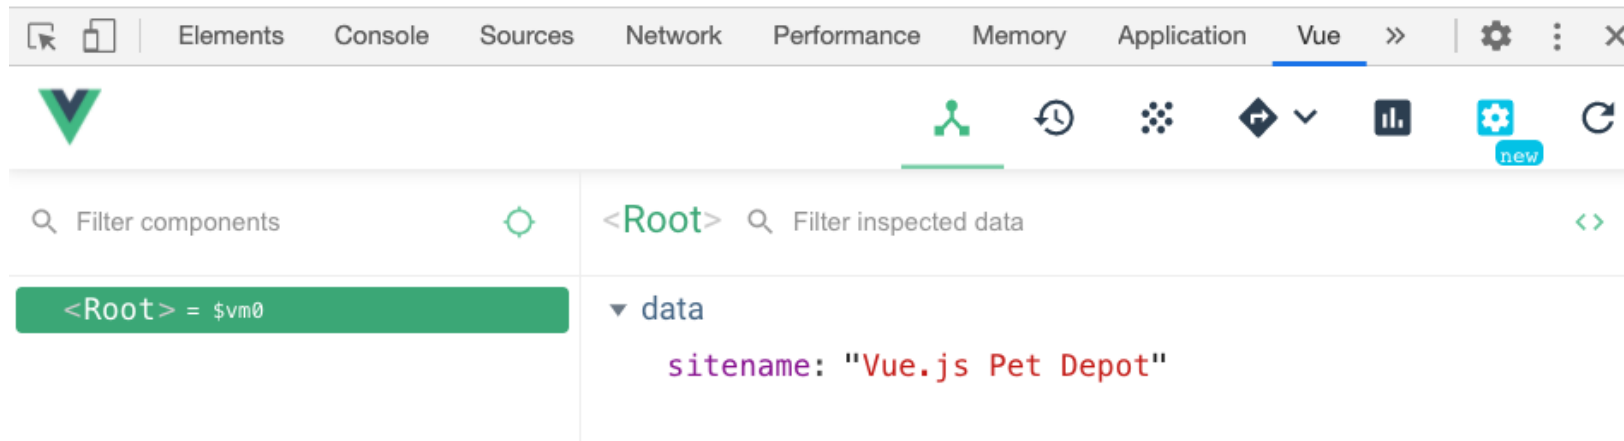 Elements Console Sources Network Performance Memory Application Vue »
new
Filter components
<Root> Filter inspected data <>
<Root> = $vm0
▼ data
sitename: "Vue.js Pet Depot"